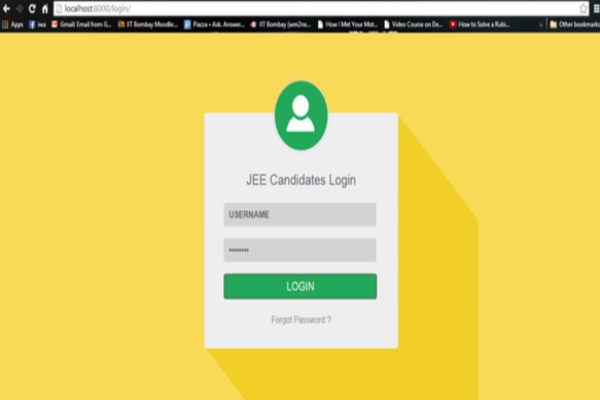 localhost:8000/login/
Apps iwa Gmail: Email from G... IIT Bombay Moodle... Piazza • Ask. Answer... IIT Bombay (wm2ne... How I Met Your Mot... Video Course on De... How to Solve a Rubi... » Other bookmarks
JEE Candidates Login
USERNAME
••••••••
LOGIN
Forgot Password ?